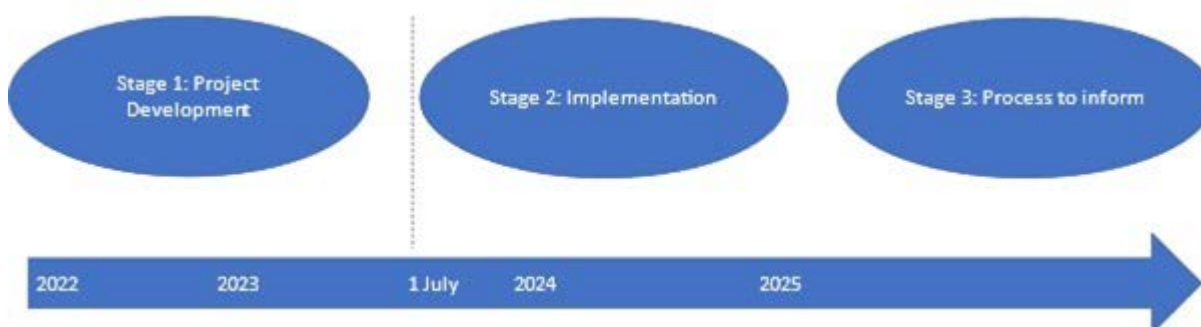 Stage 1: Project
Development
Stage 2: Implementation
Stage 3: Process to inform
2022
2023
1 July
2024
2025